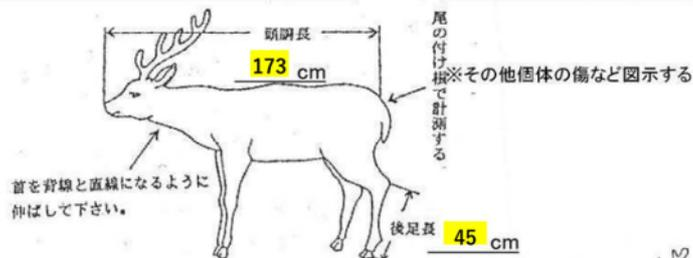 頭胴長
173 cm
尾の付け根で計測する
※その他個体の傷など図示する
首を背線と直線になるように
伸ばして下さい。
後足長 45 cm